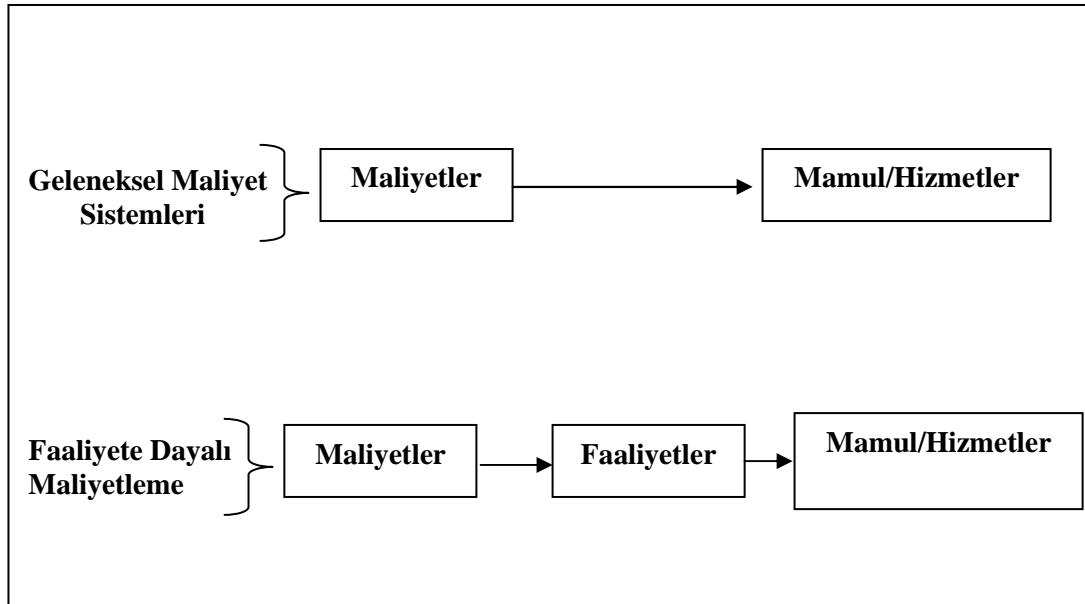 Geleneksel Maliyet
Sistemleri
Maliyetler
Mamul/Hizmetler
Faaliyete Dayalı
Maliyetleme
Maliyetler
Faaliyetler
Mamul/Hizmetler